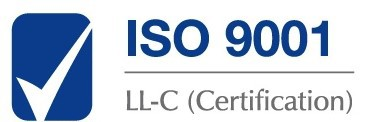 ISO 9001
LL-C (Certification)